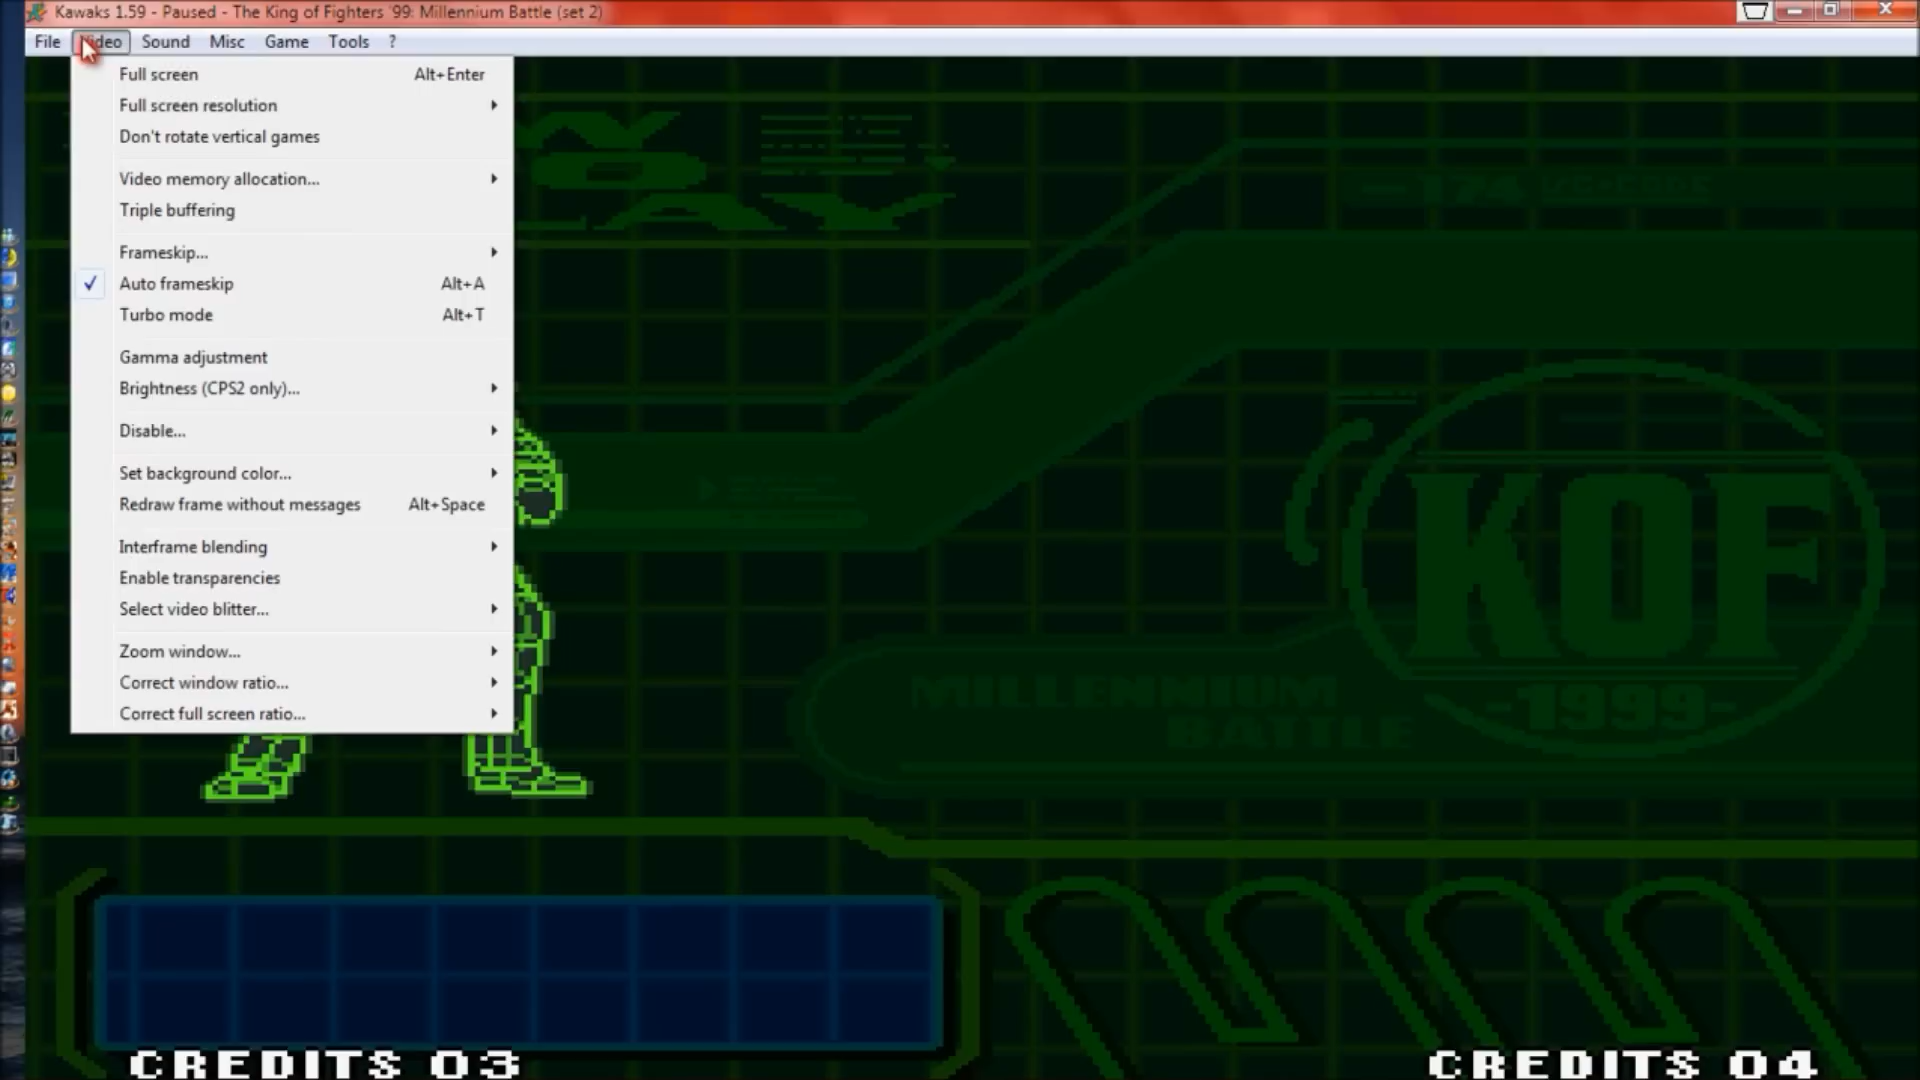 Kawaks 1.59 - Paused - The King of Fighters '99: Millennium Battle (set 2)
File Video Sound Misc Game Tools ?
Full screen Alt+Enter
Full screen resolution
Don't rotate vertical games
Video memory allocation...
Triple buffering
Frameskip...
Auto frameskip Alt+A
Turbo mode Alt+T
Gamma adjustment
Brightness (CPS2 only)...
Disable...
Set background color...
Redraw frame without messages Alt+Space
Interframe blending
Enable transparencies
Select video blitter...
Zoom window...
Correct window ratio...
Correct full screen ratio...
KOF
-1999-
MILLENNIUM
BATTLE
CREDITS 03
CREDITS 04